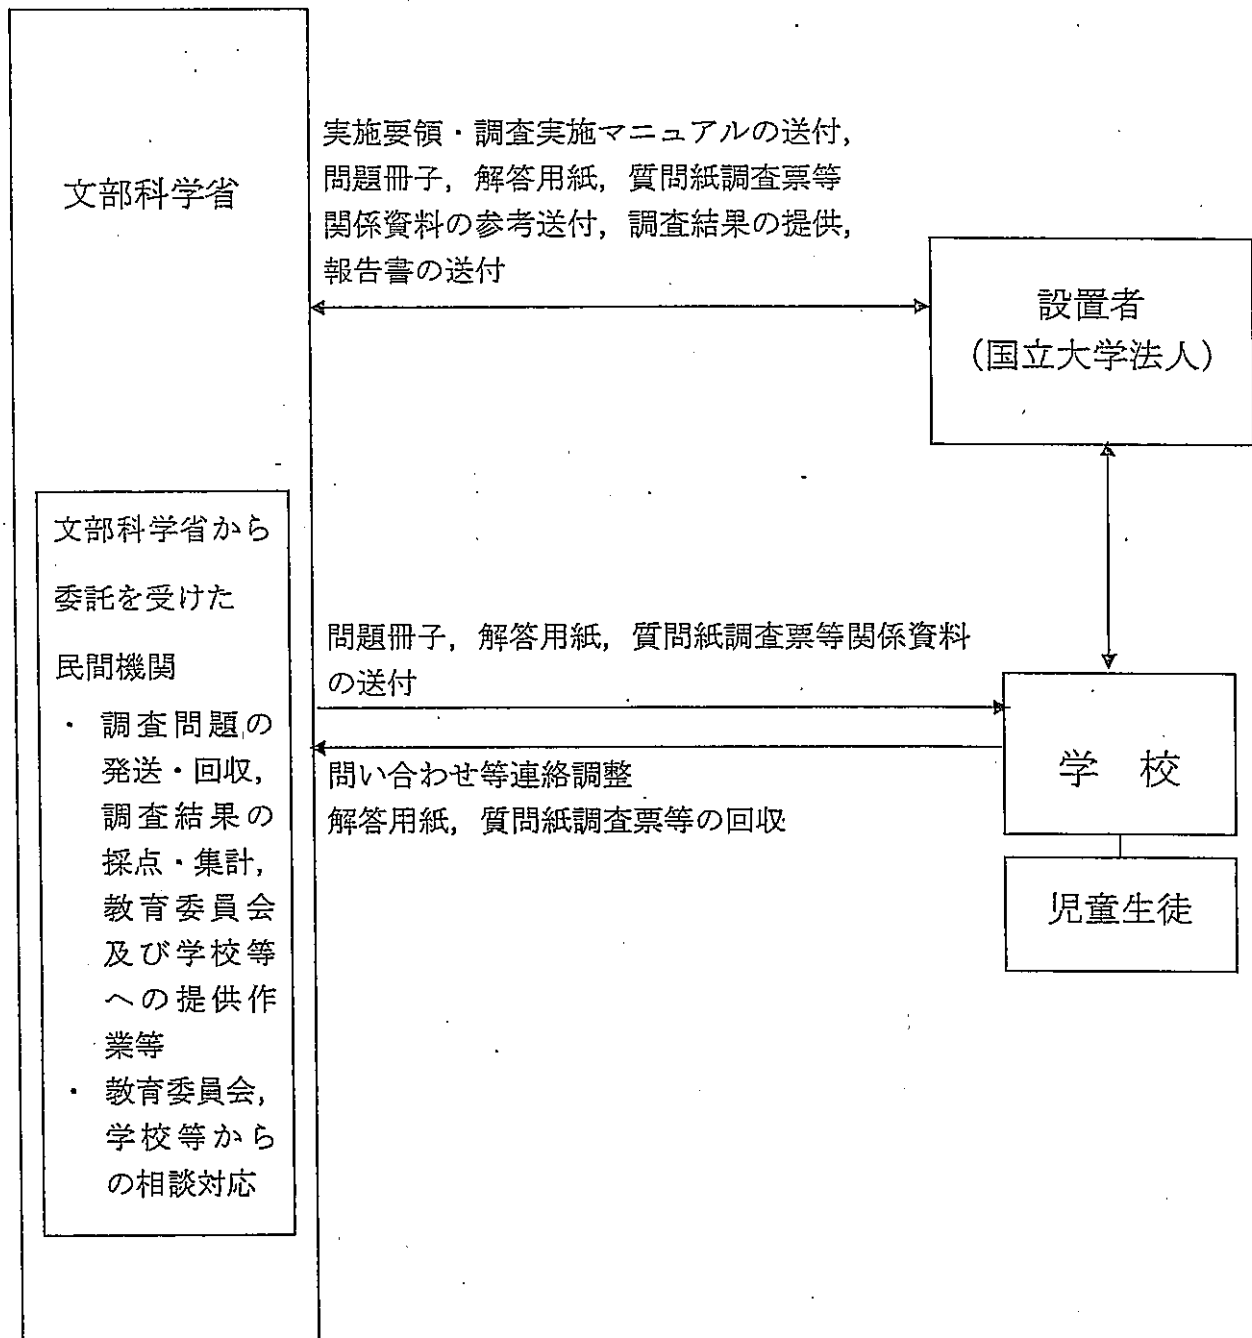 文部科学省
実施要領・調査実施マニュアルの送付，
問題冊子，解答用紙，質問紙調査票等
関係資料の参考送付，調査結果の提供，
報告書の送付
設置者
（国立大学法人）
文部科学省から
委託を受けた
民間機関
・ 調査問題の
発送・回収，
調査結果の
採点・集計，
教育委員会
及び学校等
への提供作
業等
・ 教育委員会，
学校等から
の相談対応
問題冊子，解答用紙，質問紙調査票等関係資料
の送付
問い合わせ等連絡調整
解答用紙，質問紙調査票等の回収
学　校
児童生徒